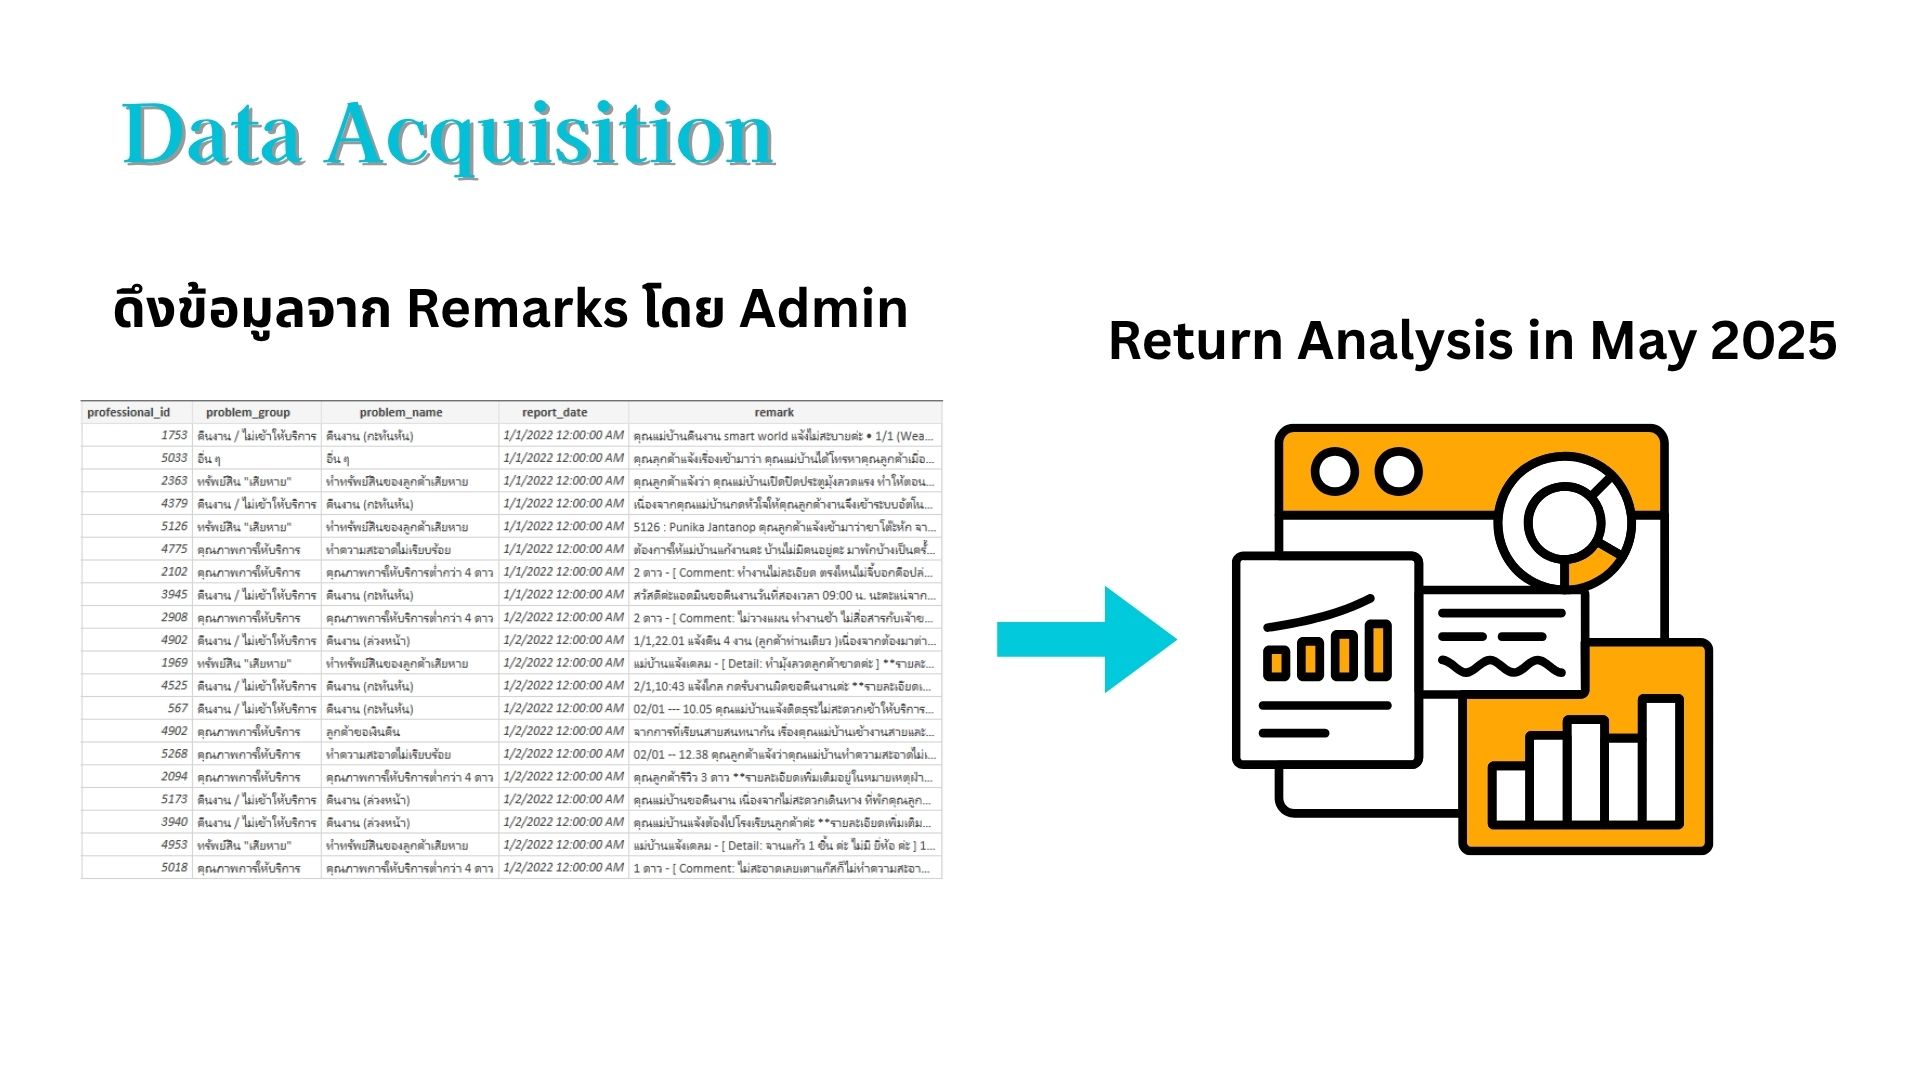 Data Acquisition
ดึงข้อมูลจาก Remarks โดย Admin
Return Analysis in May 2025
professional_id problem_group problem_name report_date remark
1753 คืนงาน / ไม่เข้าให้บริการ คืนงาน (กะทันหัน) 1/1/2022 12:00:00 AM คุณแม่บ้านคืนงาน smart world แจ้งไม่สะบายค่ะ • 1/1 (Wea...
5033 อื่น ๆ อื่น ๆ 1/1/2022 12:00:00 AM คุณลูกค้าแจ้งเรื่องเข้ามาว่า คุณแม่บ้านได้โทรหาคุณลูกค้าเมื่อ...
2363 ทรัพย์สิน "เสียหาย" ทำทรัพย์สินของลูกค้าเสียหาย 1/1/2022 12:00:00 AM คุณลูกค้าแจ้งว่า คุณแม่บ้านเปิดปิดประตูมุ้งลวดแรง ทำให้ตอน...
4379 คืนงาน / ไม่เข้าให้บริการ คืนงาน (กะทันหัน) 1/1/2022 12:00:00 AM เนื่องจากคุณแม่บ้านกดหัวใจให้คุณลูกค้างานจึงเข้าระบบอัตโน...
5126 ทรัพย์สิน "เสียหาย" ทำทรัพย์สินของลูกค้าเสียหาย 1/1/2022 12:00:00 AM 5126 : Punika Jantanop คุณลูกค้าแจ้งเข้ามาว่าขาโต๊ะหัก จา...
4775 คุณภาพการให้บริการ ทำความสะอาดไม่เรียบร้อย 1/1/2022 12:00:00 AM ต้องการให้แม่บ้านแก้งานคะ บ้านไม่มีคนอยู่คะ มาพักบ้างเป็นครั้...
2102 คุณภาพการให้บริการ คุณภาพการให้บริการต่ำกว่า 4 ดาว 1/1/2022 12:00:00 AM 2 ดาว - [ Comment: ทำงานไม่ละเอียด ตรงไหนไม่จี้บอกคือปล่...
3945 คืนงาน / ไม่เข้าให้บริการ คืนงาน (กะทันหัน) 1/1/2022 12:00:00 AM สวัสดีค่ะแอดมินขอคืนงานวันที่สองเวลา 09:00 น. นะคะแน่จาก...
2908 คุณภาพการให้บริการ คุณภาพการให้บริการต่ำกว่า 4 ดาว 1/2/2022 12:00:00 AM 2 ดาว - [ Comment: ไม่วางแผน ทำงานช้า ไม่สื่อสารกับเจ้าข...
4902 คืนงาน / ไม่เข้าให้บริการ คืนงาน (ล่วงหน้า) 1/2/2022 12:00:00 AM 1/1,22.01 แจ้งคืน 4 งาน (ลูกค้าท่านเดียว )เนื่องจากต้องมาต่า...
1969 ทรัพย์สิน "เสียหาย" ทำทรัพย์สินของลูกค้าเสียหาย 1/2/2022 12:00:00 AM แม่บ้านแจ้งเคลม - [ Detail: ทำมุ้งลวดลูกค้าขาดค่ะ ] **รายละ...
4525 คืนงาน / ไม่เข้าให้บริการ คืนงาน (กะทันหัน) 1/2/2022 12:00:00 AM 2/1,10:43 แจ้งไกล กดรับงานผิดขอคืนงานค่ะ **รายละเอียดเ...
567 คืนงาน / ไม่เข้าให้บริการ คืนงาน (กะทันหัน) 1/2/2022 12:00:00 AM 02/01 --- 10.05 คุณแม่บ้านแจ้งติดธุระไม่สะดวกเข้าให้บริการ...
4902 คุณภาพการให้บริการ ลูกค้าขอเงินคืน 1/2/2022 12:00:00 AM จากการที่เรียนสายสนทนากัน เรื่องคุณแม่บ้านเข้างานสายและ...
5268 คุณภาพการให้บริการ ทำความสะอาดไม่เรียบร้อย 1/2/2022 12:00:00 AM 02/01 -- 12.38 คุณลูกค้าแจ้งว่าคุณแม่บ้านทำความสะอาดไม่เ...
2094 คุณภาพการให้บริการ คุณภาพการให้บริการต่ำกว่า 4 ดาว 1/2/2022 12:00:00 AM คุณลูกค้ารีวิว 3 ดาว **รายละเอียดเพิ่มเติมอยู่ในหมายเหตุฝ่า...
5173 คืนงาน / ไม่เข้าให้บริการ คืนงาน (ล่วงหน้า) 1/2/2022 12:00:00 AM คุณแม่บ้านขอคืนงาน เนื่องจากไม่สะดวกเดินทาง ที่พักคุณลูก...
3940 คืนงาน / ไม่เข้าให้บริการ คืนงาน (ล่วงหน้า) 1/2/2022 12:00:00 AM คุณแม่บ้านแจ้งต้องไปโรงเรียนลูกค้าค่ะ **รายละเอียดเพิ่มเติม...
4953 ทรัพย์สิน "เสียหาย" ทำทรัพย์สินของลูกค้าเสียหาย 1/2/2022 12:00:00 AM แม่บ้านแจ้งเคลม - [ Detail: จานแก้ว 1 ชิ้น ค่ะ ไม่มี ยี่ห้อ ค่ะ ] 1...
5018 คุณภาพการให้บริการ คุณภาพการให้บริการต่ำกว่า 4 ดาว 1/2/2022 12:00:00 AM 1 ดาว - [ Comment: ไม่สะอาดเลยเตาแก๊สก็ไม่ทำความสะอา...